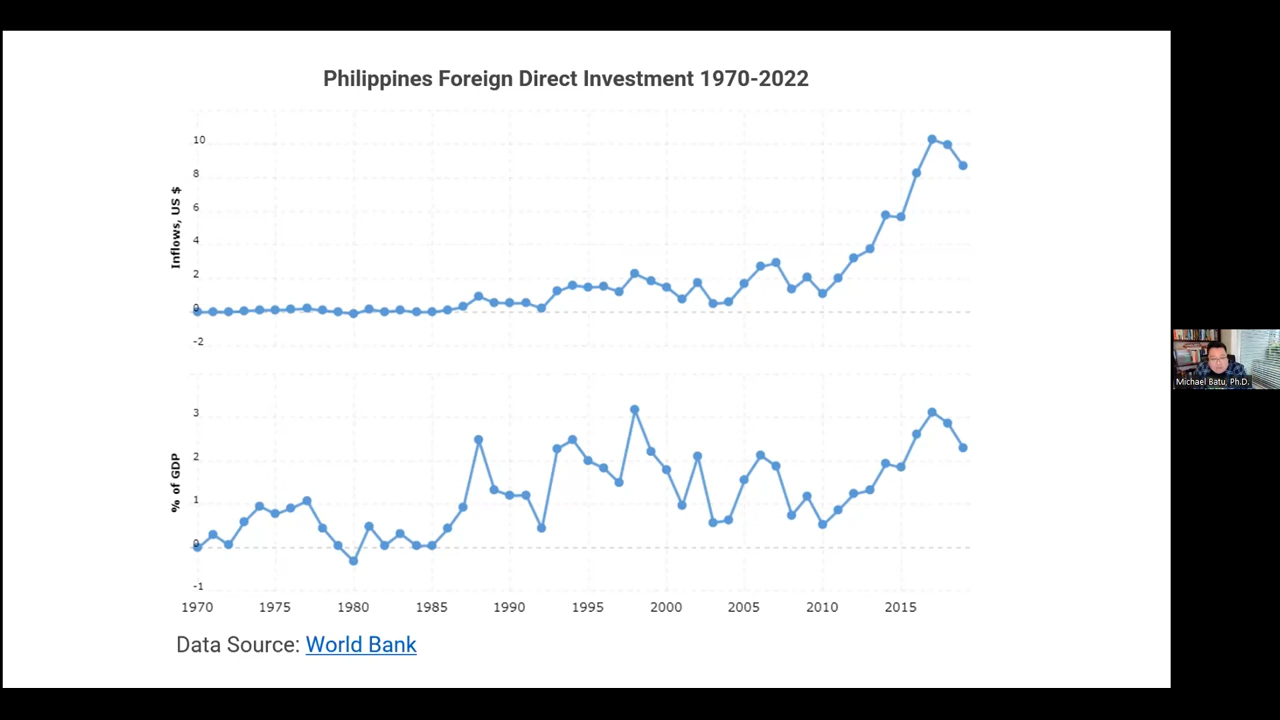 Philippines Foreign Direct Investment 1970-2022
Inflows, US $
10
8
6
4
2
0
-2
% of GDP
3
2
1
0
-1
1970 1975 1980 1985 1990 1995 2000 2005 2010 2015
Data Source: World Bank
Michael Batu, Ph.D.